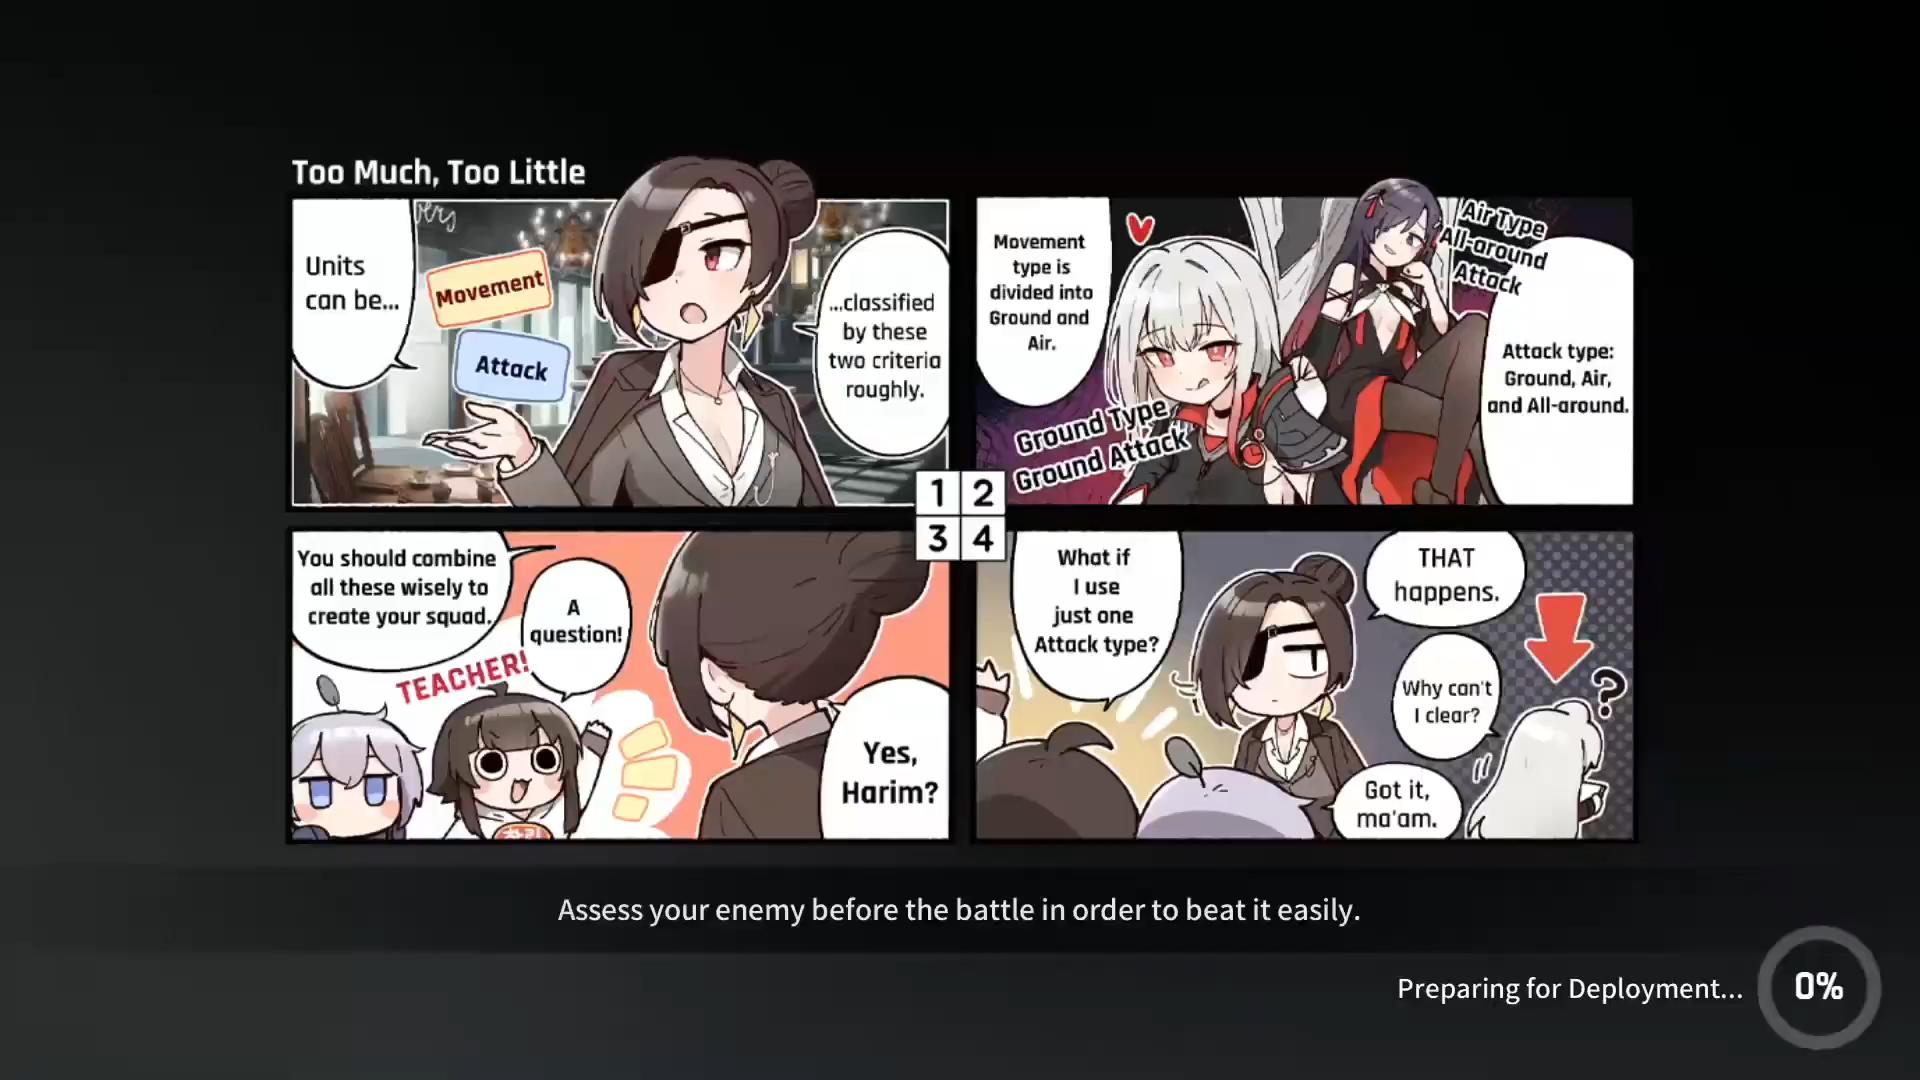 Too Much, Too Little
Units
can be...
Movement
Attack
...classified
by these
two criteria
roughly.
Movement
type is
divided into
Ground and
Air.
Ground Type
Ground Attack
Air Type
All-around
Attack
Attack type:
Ground, Air,
and All-around.
1 2
3 4
You should combine
all these wisely to
create your squad.
A
question!
TEACHER!
Yes,
Harim?
What if
I use
just one
Attack type?
THAT
happens.
Why can't
I clear?
?
Got it,
ma'am.
Assess your enemy before the battle in order to beat it easily.
Preparing for Deployment...
0%